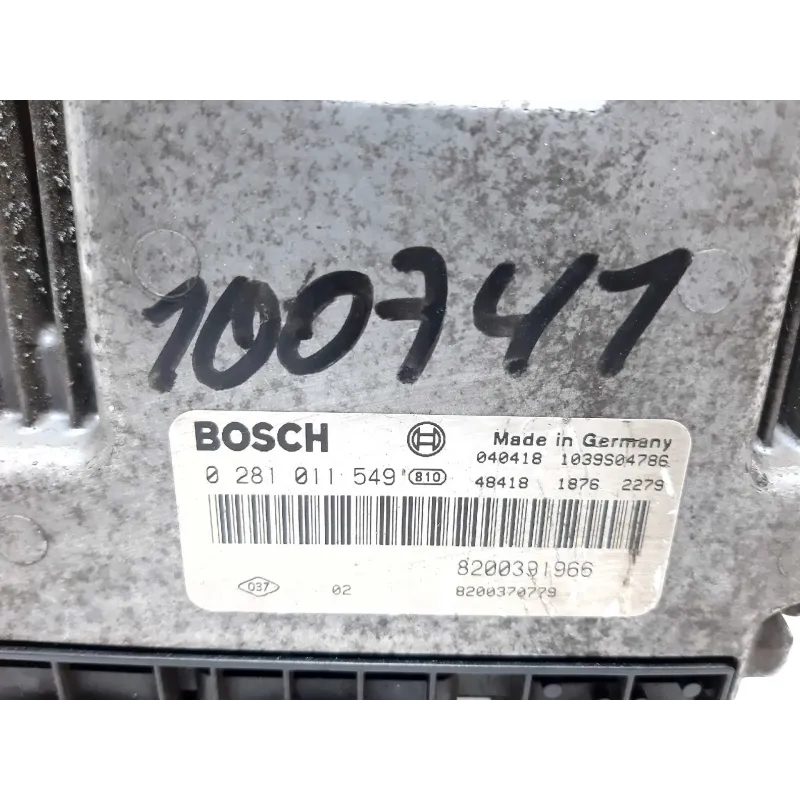 100741
BOSCH
Made in Germany
040418 1039S04786
0 281 011 549 810
48418 1876 2279
8200391966
037 02 8200370779